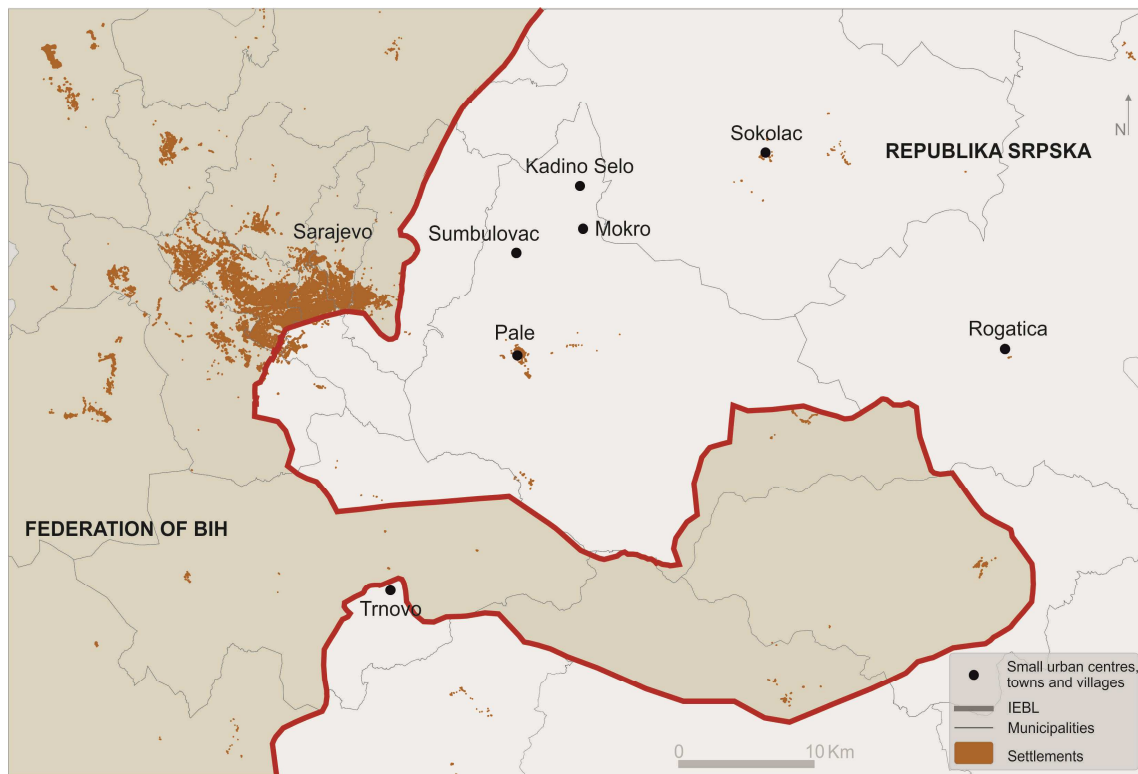 Sokolac
REPUBLIKA SRPSKA
N
Kadino Selo
Mokro
Sarajevo
Sumbulovac
Pale
Rogatica
FEDERATION OF BIH
Trnovo
Small urban centres,
towns and villages
IEBL
Municipalities
Settlements
0 10 Km